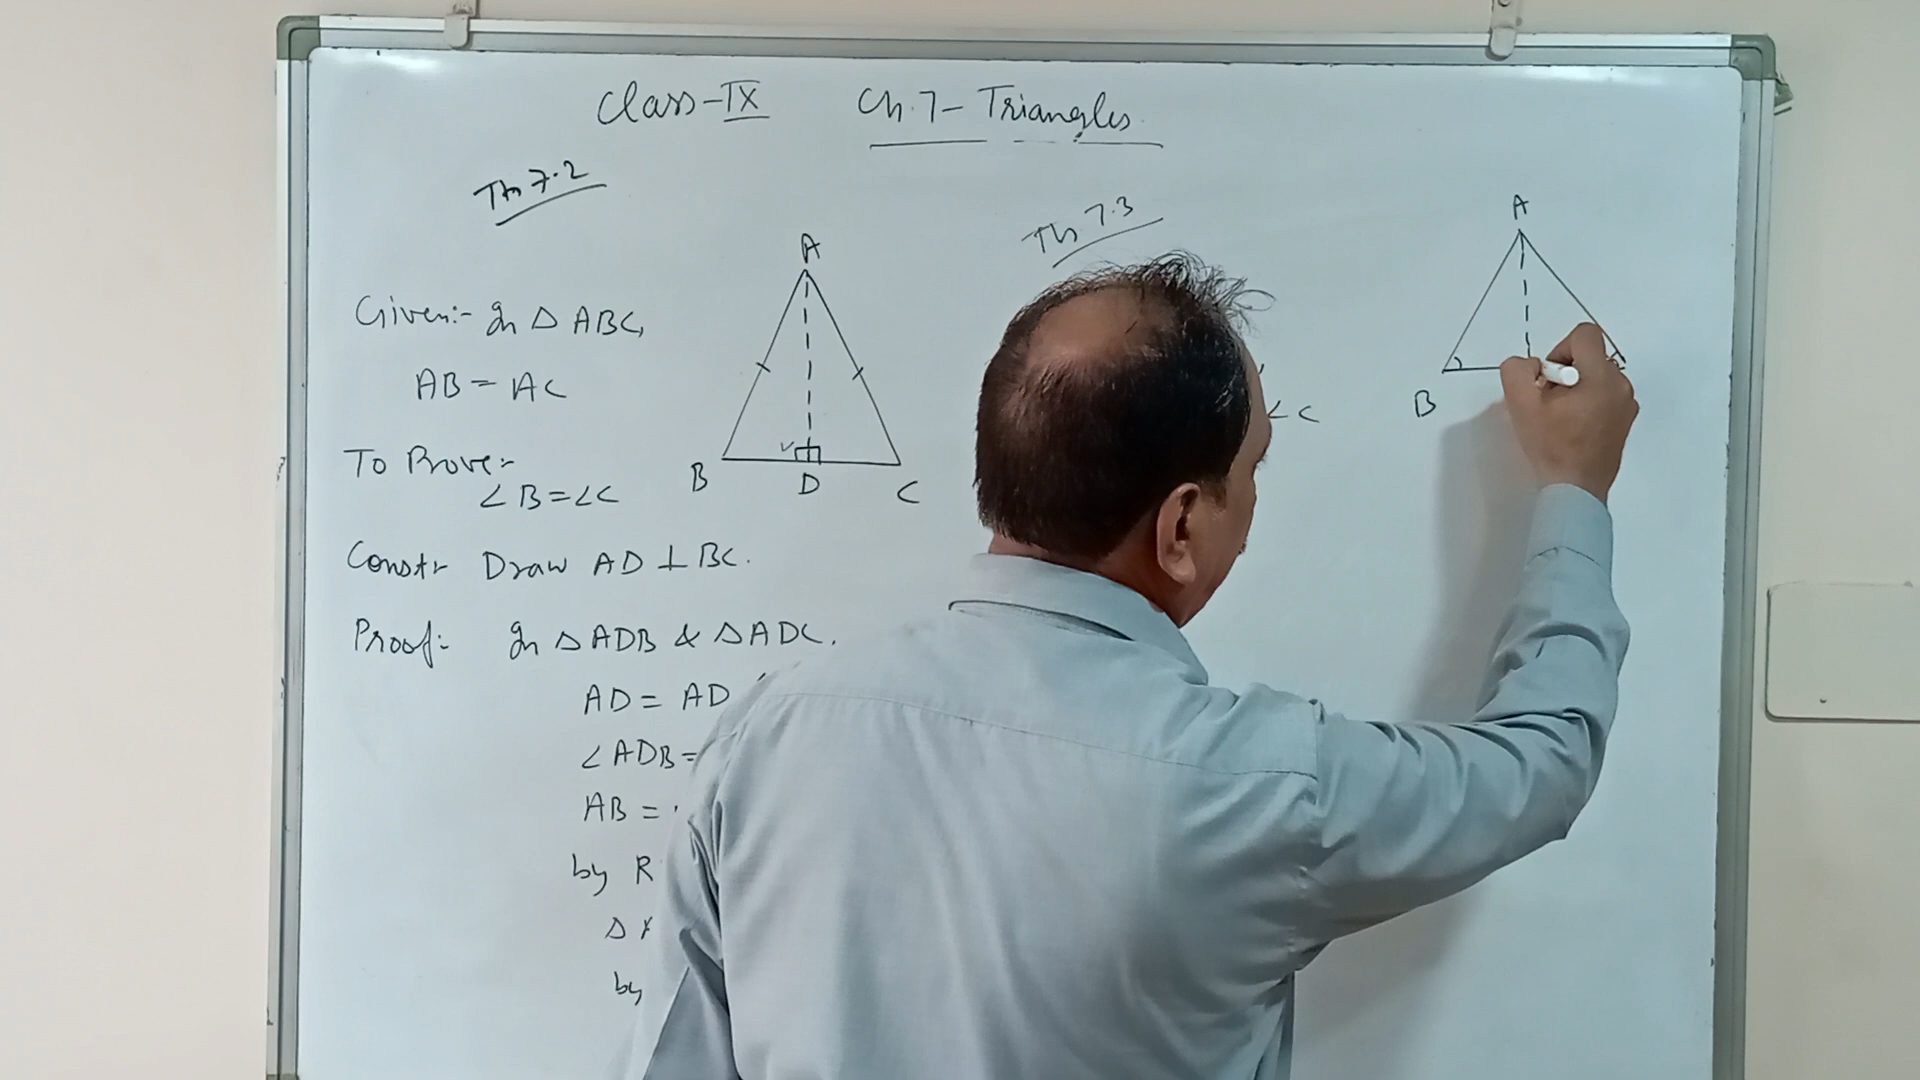 Class-IX Ch.7- Triangles
Th 7.2
Given:- In △ ABC,
AB = AC
To Prove:-
∠B=∠C
Constr Draw AD ⊥ BC.
Proof:- In △ADB & △ADC.
AD = AD
∠ADB=
AB =
by R
△
by
A
B
D
C
Th 7.3
∠C
A
B